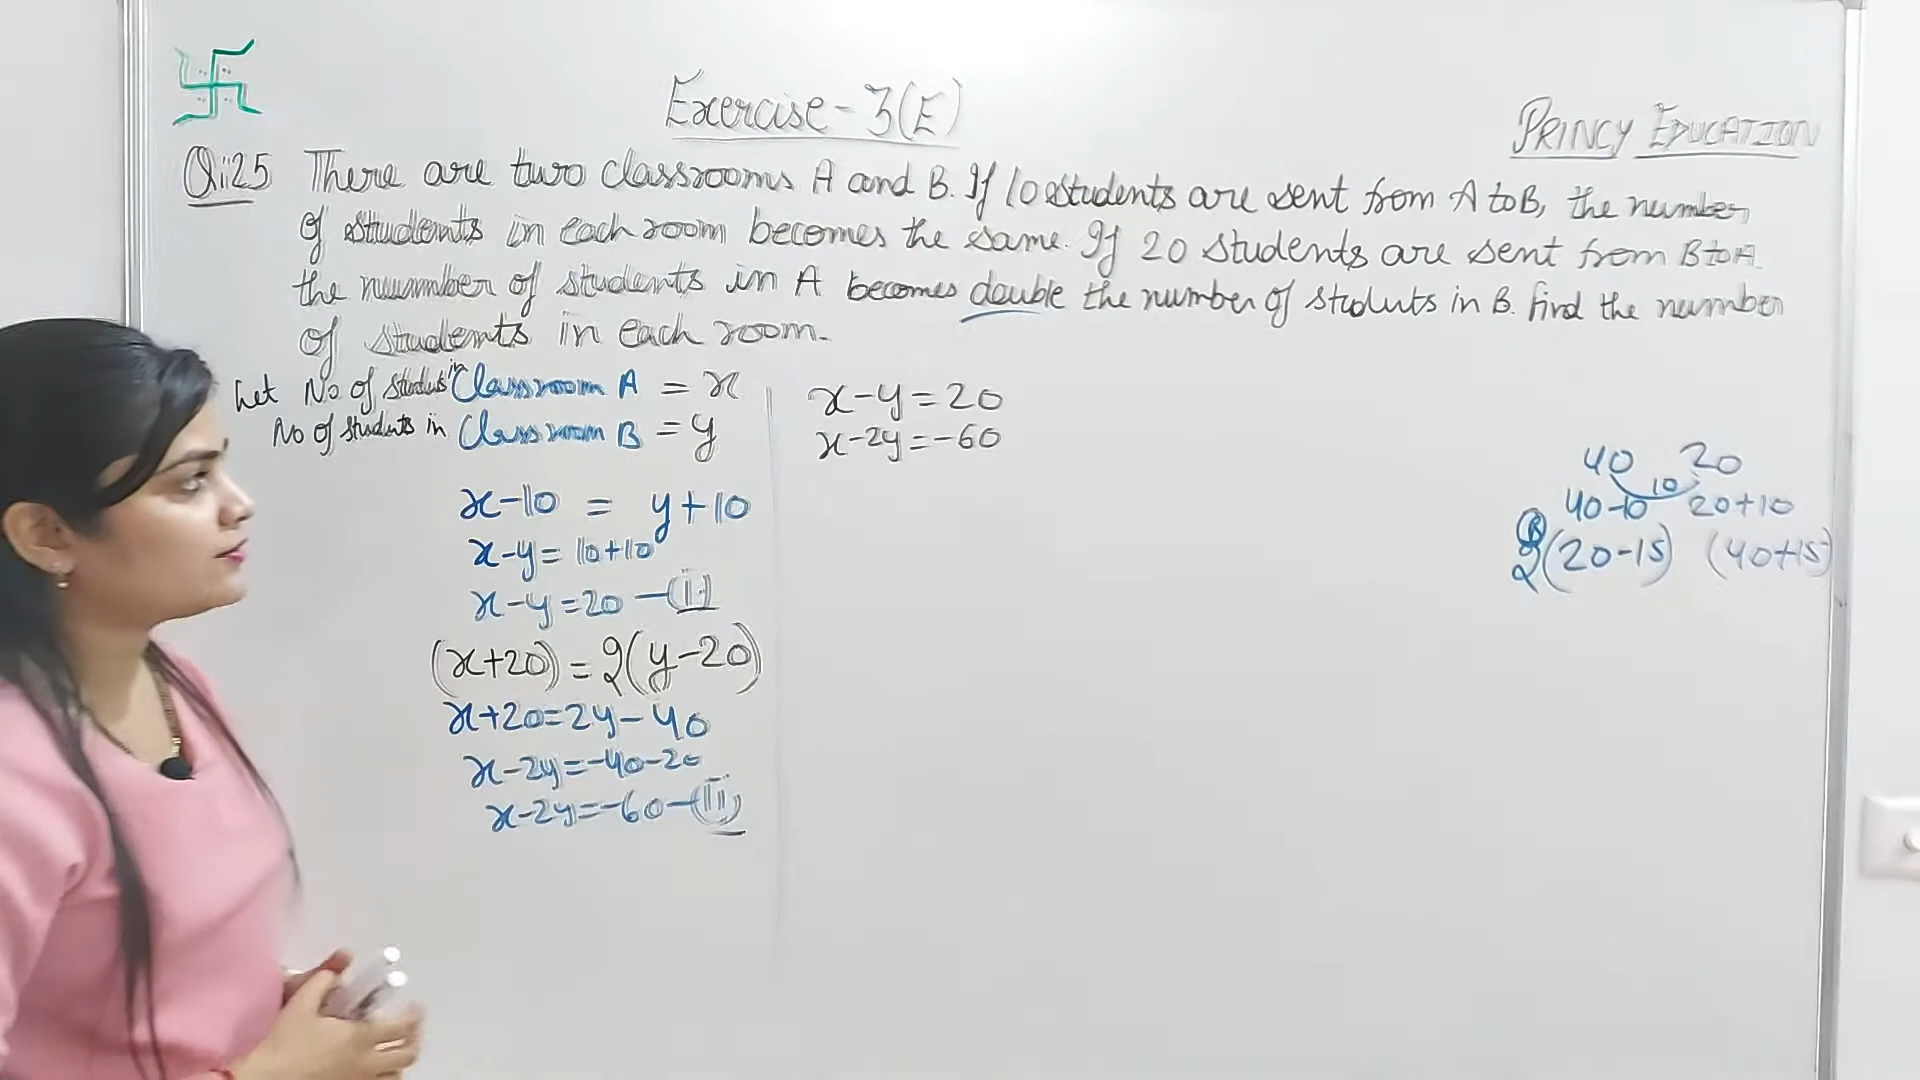 Exercise-3(E)
PRINCY EDUCATION
Q:25 There are two classrooms A and B. If 10 students are sent from A to B, the number
of students in each room becomes the same. If 20 students are sent from B to A.
the number of students in A becomes double the number of students in B. find the number
of students in each room.
Let No. of studus in Classroom A = x
No of students in Classroom B = y
x-10 = y+10
x-y=10+10
x-y=20-(i)
(x+20)=2(y-20)
x+20=2y-40
x-2y=-40-20
x-2y=-60-(ii)
x-y=20
x-2y=-60
40 20
10
40-10 20+10
2(20-15) (40+15)